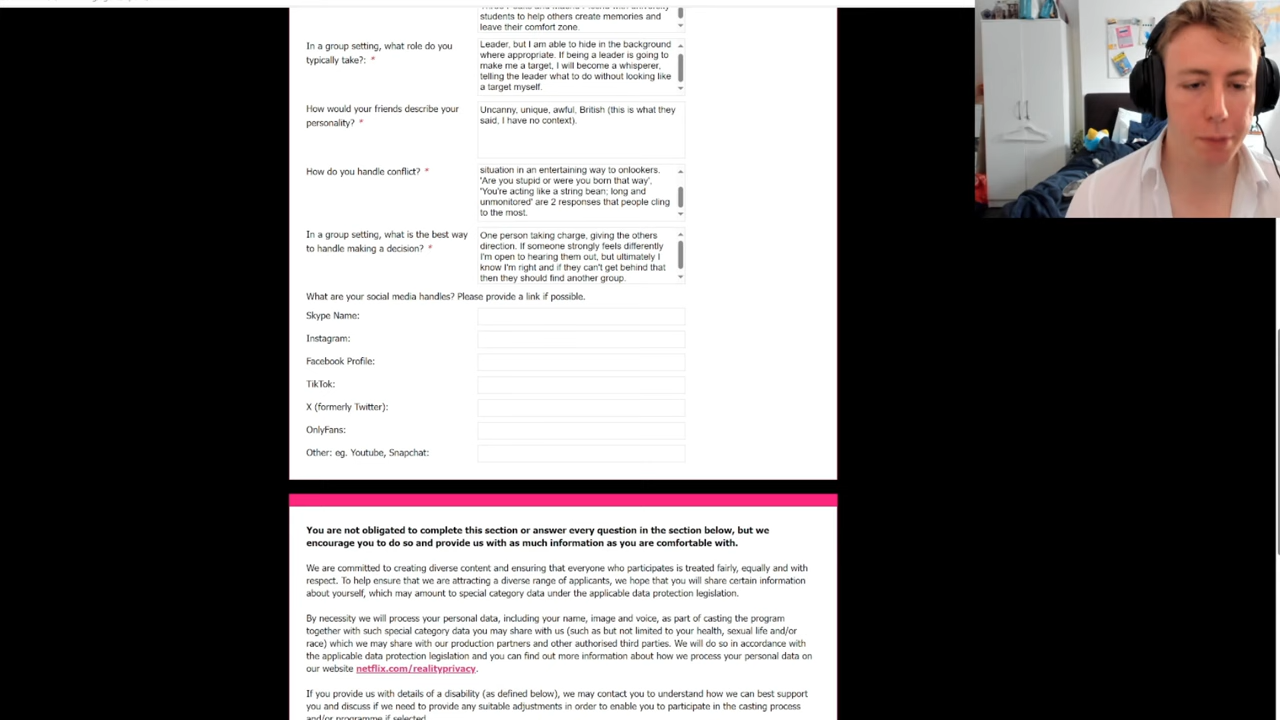 students to help others create memories and
leave their comfort zone.
In a group setting, what role do you
typically take?: *
Leader, but I am able to hide in the background
where appropriate. If being a leader is going to
make me a target, I will become a whisperer,
telling the leader what to do without looking like
a target myself.
How would your friends describe your
personality? *
Uncanny, unique, awful, British (this is what they
said, I have no context).
How do you handle conflict? *
situation in an entertaining way to onlookers.
'Are you stupid or were you born that way',
'You're acting like a string bean; long and
unmonitored' are 2 responses that people cling
to the most.
In a group setting, what is the best way
to handle making a decision? *
One person taking charge, giving the others
direction. If someone strongly feels differently
I'm open to hearing them out, but ultimately I
know I'm right and if they can't get behind that
then they should find another group.
What are your social media handles? Please provide a link if possible.
Skype Name:
Instagram:
Facebook Profile:
TikTok:
X (formerly Twitter):
OnlyFans:
Other: eg. Youtube, Snapchat:
You are not obligated to complete this section or answer every question in the section below, but we
encourage you to do so and provide us with as much information as you are comfortable with.
We are committed to creating diverse content and ensuring that everyone who participates is treated fairly, equally and with
respect. To help ensure that we are attracting a diverse range of applicants, we hope that you will share certain information
about yourself, which may amount to special category data under the applicable data protection legislation.
By necessity we will process your personal data, including your name, image and voice, as part of casting the program
together with such special category data you may share with us (such as but not limited to your health, sexual life and/or
race) which we may share with our production partners and other authorised third parties. We will do so in accordance with
the applicable data protection legislation and you can find out more information about how we process your personal data on
our website netflix.com/realityprivacy.
If you provide us with details of a disability (as defined below), we may contact you to understand how we can best support
you and discuss if we need to provide any suitable adjustments in order to enable you to participate in the casting process
and/or programme if selected.